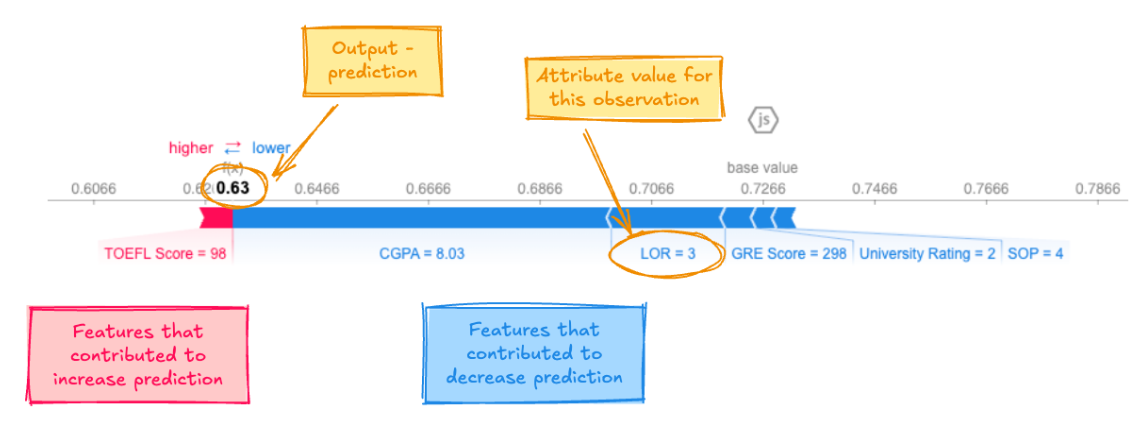 Output -
prediction
Attribute value for
this observation
js
higher
lower
f(x)
base value
0.6066
0.63
0.6466
0.6666
0.6866
0.7066
0.7266
0.7466
0.7666
0.7866
TOEFL Score = 98
CGPA = 8.03
LOR = 3
GRE Score = 298
University Rating = 2
SOP = 4
Features that
contributed to
increase prediction
Features that
contributed to
decrease prediction